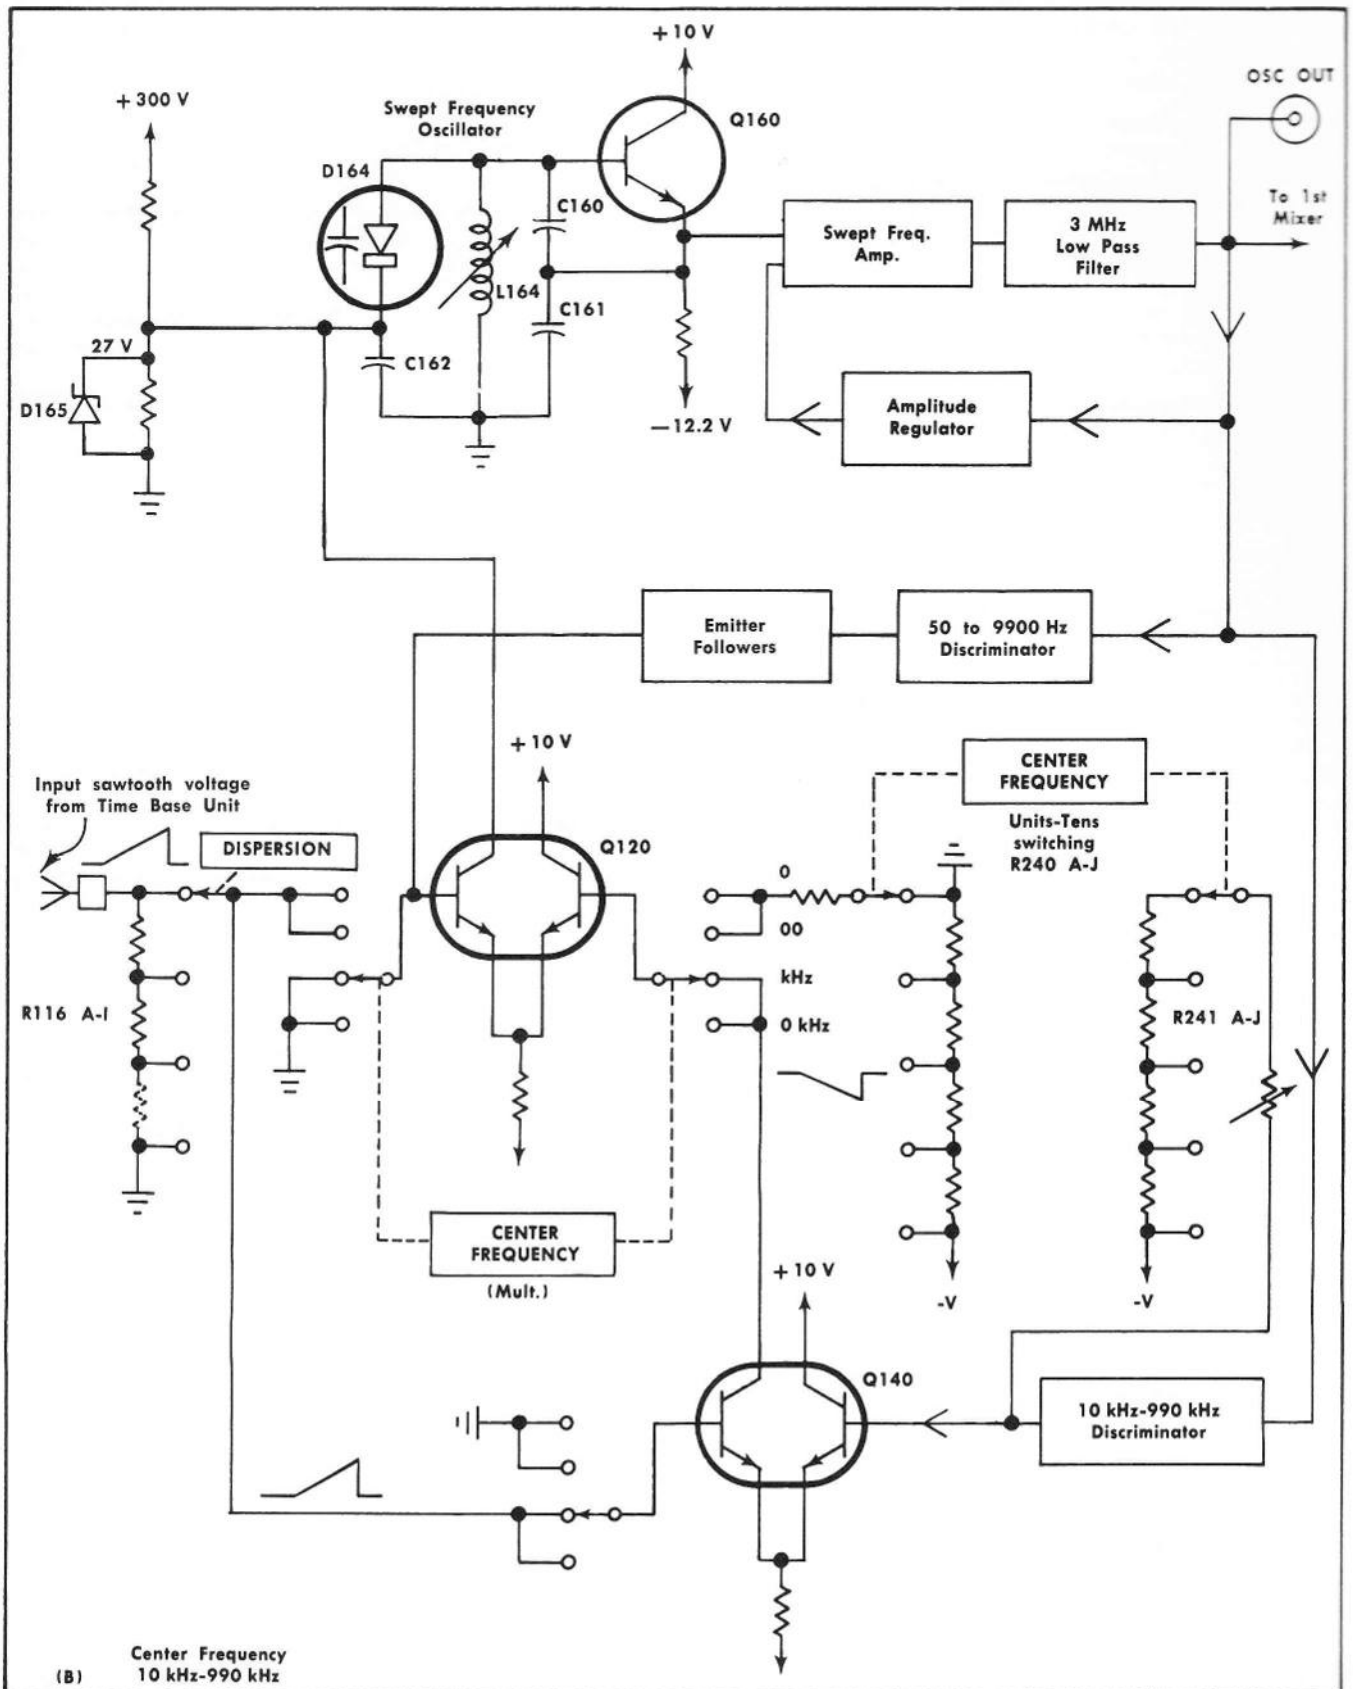 +10 V
OSC OUT
+300 V
Swept Frequency
Oscillator
Q160
D164
C160
To 1st
Mixer
Swept Freq.
Amp.
3 MHz
Low Pass
Filter
L164
C161
27 V
C162
D165
Amplitude
Regulator
—12.2 V
Emitter
Followers
50 to 9900 Hz
Discriminator
+10 V
CENTER
FREQUENCY
Input sawtooth voltage
from Time Base Unit
Units-Tens
switching
R240 A-J
DISPERSION
Q120
0
00
kHz
R116 A-I
0 kHz
R241 A-J
CENTER
FREQUENCY
(Mult.)
+10 V
-V
-V
Q140
10 kHz-990 kHz
Discriminator
Center Frequency
(B) 10 kHz-990 kHz